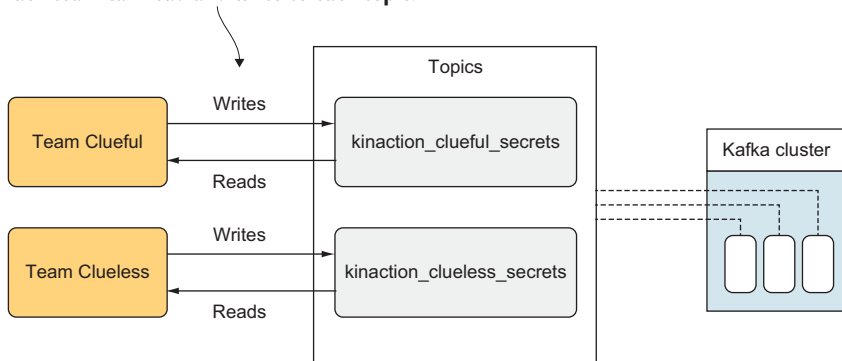 Topics
Writes
Team Clueful
kinaction_clueful_secrets
Reads
Kafka cluster
Writes
Team Clueless
kinaction_clueless_secrets
Reads